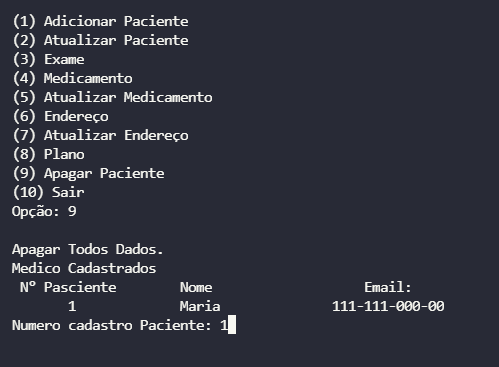 (1) Adicionar Paciente
(2) Atualizar Paciente
(3) Exame
(4) Medicamento
(5) Atualizar Medicamento
(6) Endereço
(7) Atualizar Endereço
(8) Plano
(9) Apagar Paciente
(10) Sair
Opção: 9
Apagar Todos Dados.
Medico Cadastrados
Nº Pasciente Nome Email:
1 Maria 111-111-000-00
Numero cadastro Paciente: 1